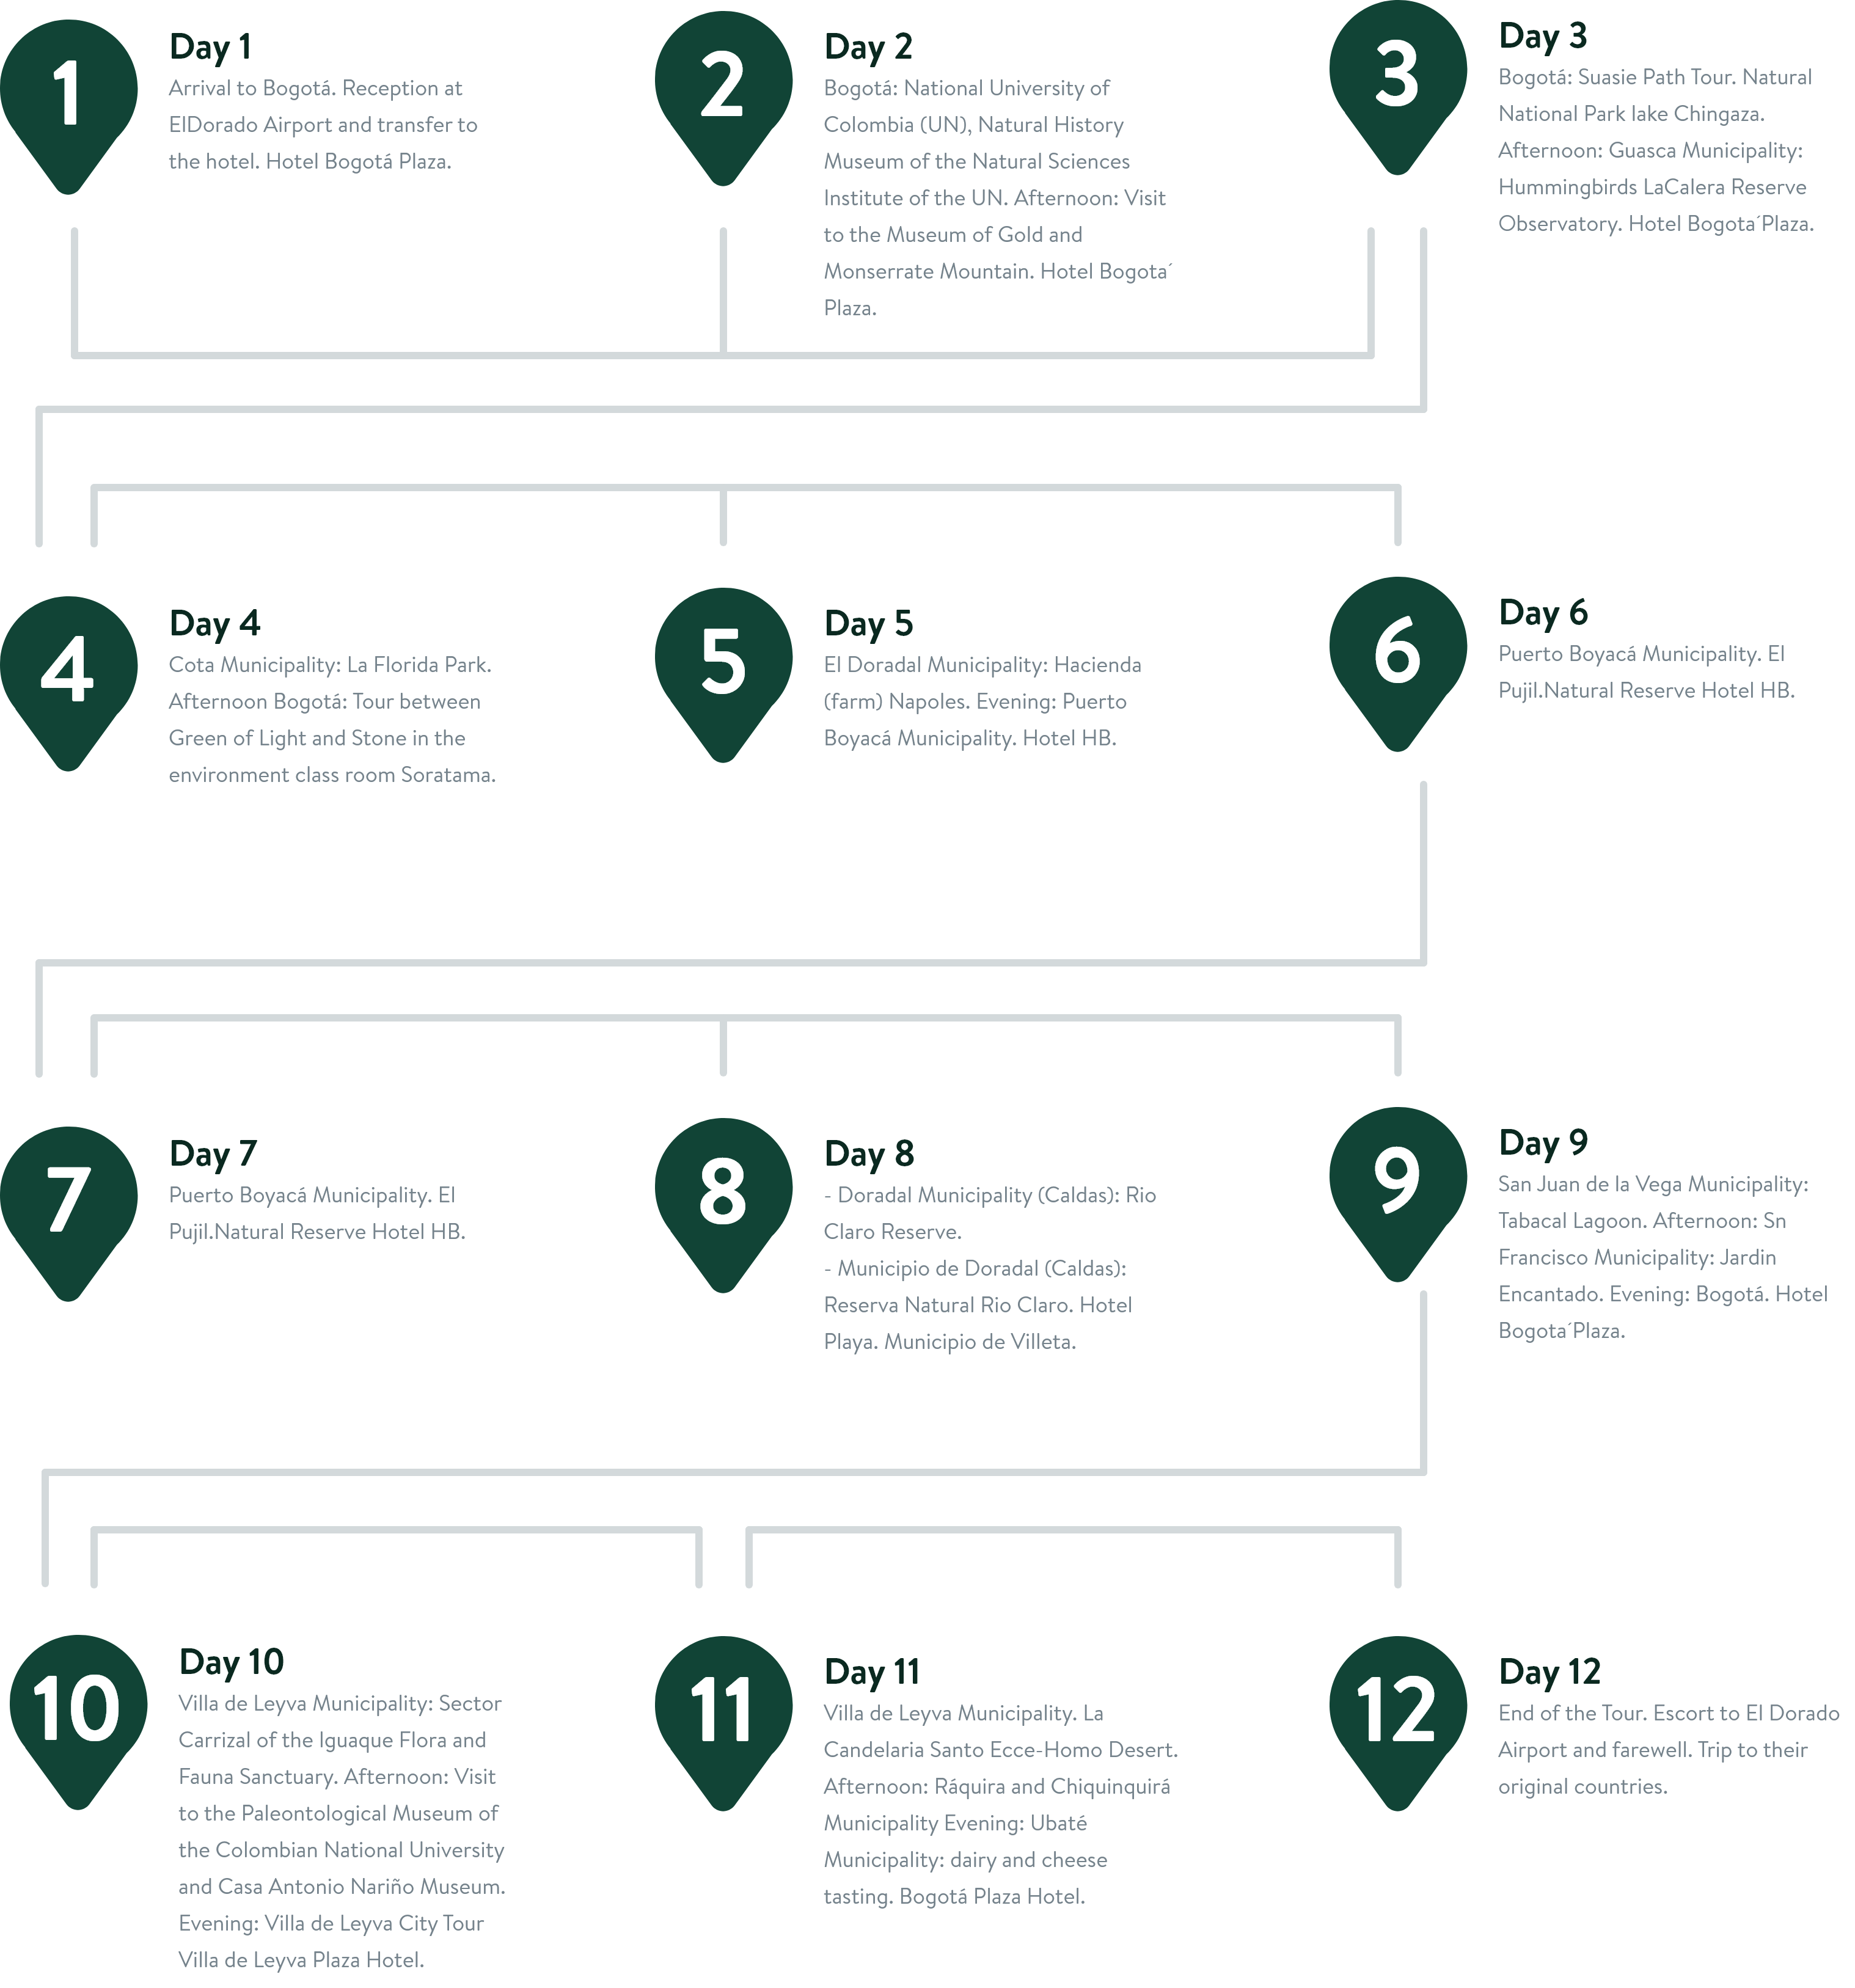 1
Day 1
Arrival to Bogotá. Reception at
ElDorado Airport and transfer to
the hotel. Hotel Bogotá Plaza.
2
Day 2
Bogotá: National University of
Colombia (UN), Natural History
Museum of the Natural Sciences
Institute of the UN. Afternoon: Visit
to the Museum of Gold and
Monserrate Mountain. Hotel Bogota´
Plaza.
3
Day 3
Bogotá: Suasie Path Tour. Natural
National Park lake Chingaza.
Afternoon: Guasca Municipality:
Hummingbirds LaCalera Reserve
Observatory. Hotel Bogota´Plaza.
4
Day 4
Cota Municipality: La Florida Park.
Afternoon Bogotá: Tour between
Green of Light and Stone in the
environment class room Soratama.
5
Day 5
El Doradal Municipality: Hacienda
(farm) Napoles. Evening: Puerto
Boyacá Municipality. Hotel HB.
6
Day 6
Puerto Boyacá Municipality. El
Pujil.Natural Reserve Hotel HB.
7
Day 7
Puerto Boyacá Municipality. El
Pujil.Natural Reserve Hotel HB.
8
Day 8
- Doradal Municipality (Caldas): Rio
Claro Reserve.
- Municipio de Doradal (Caldas):
Reserva Natural Rio Claro. Hotel
Playa. Municipio de Villeta.
9
Day 9
San Juan de la Vega Municipality:
Tabacal Lagoon. Afternoon: Sn
Francisco Municipality: Jardin
Encantado. Evening: Bogotá. Hotel
Bogota´Plaza.
10
Day 10
Villa de Leyva Municipality: Sector
Carrizal of the Iguaque Flora and
Fauna Sanctuary. Afternoon: Visit
to the Paleontological Museum of
the Colombian National University
and Casa Antonio Nariño Museum.
Evening: Villa de Leyva City Tour
Villa de Leyva Plaza Hotel.
11
Day 11
Villa de Leyva Municipality. La
Candelaria Santo Ecce-Homo Desert.
Afternoon: Ráquira and Chiquinquirá
Municipality Evening: Ubaté
Municipality: dairy and cheese
tasting. Bogotá Plaza Hotel.
12
Day 12
End of the Tour. Escort to El Dorado
Airport and farewell. Trip to their
original countries.